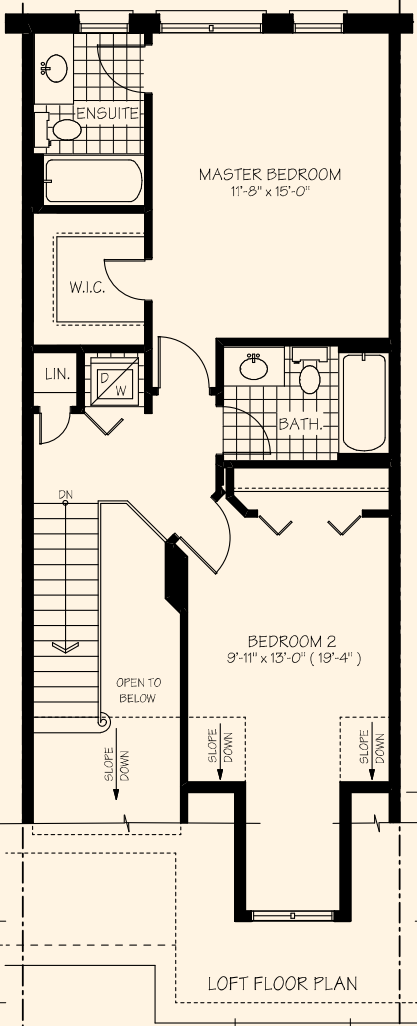 ENSUITE
MASTER BEDROOM
11'-8" x 15'-0"
W.I.C.
LIN.
D
W
BATH.
DN
BEDROOM 2
9'-11" x 13'-0" ( 19'-4" )
OPEN TO
BELOW
SLOPE
DOWN
SLOPE
DOWN
SLOPE
DOWN
LOFT FLOOR PLAN